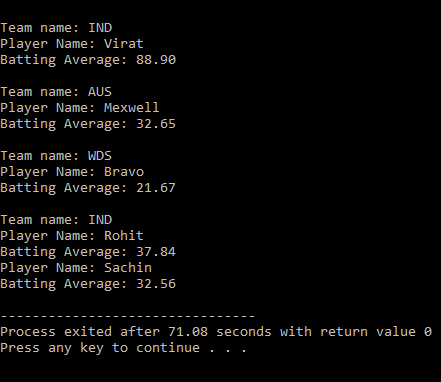 Team name: IND
Player Name: Virat
Batting Average: 88.90
Team name: AUS
Player Name: Mexwell
Batting Average: 32.65
Team name: WDS
Player Name: Bravo
Batting Average: 21.67
Team name: IND
Player Name: Rohit
Batting Average: 37.84
Player Name: Sachin
Batting Average: 32.56
--------------------------------
Process exited after 71.08 seconds with return value 0
Press any key to continue . . .